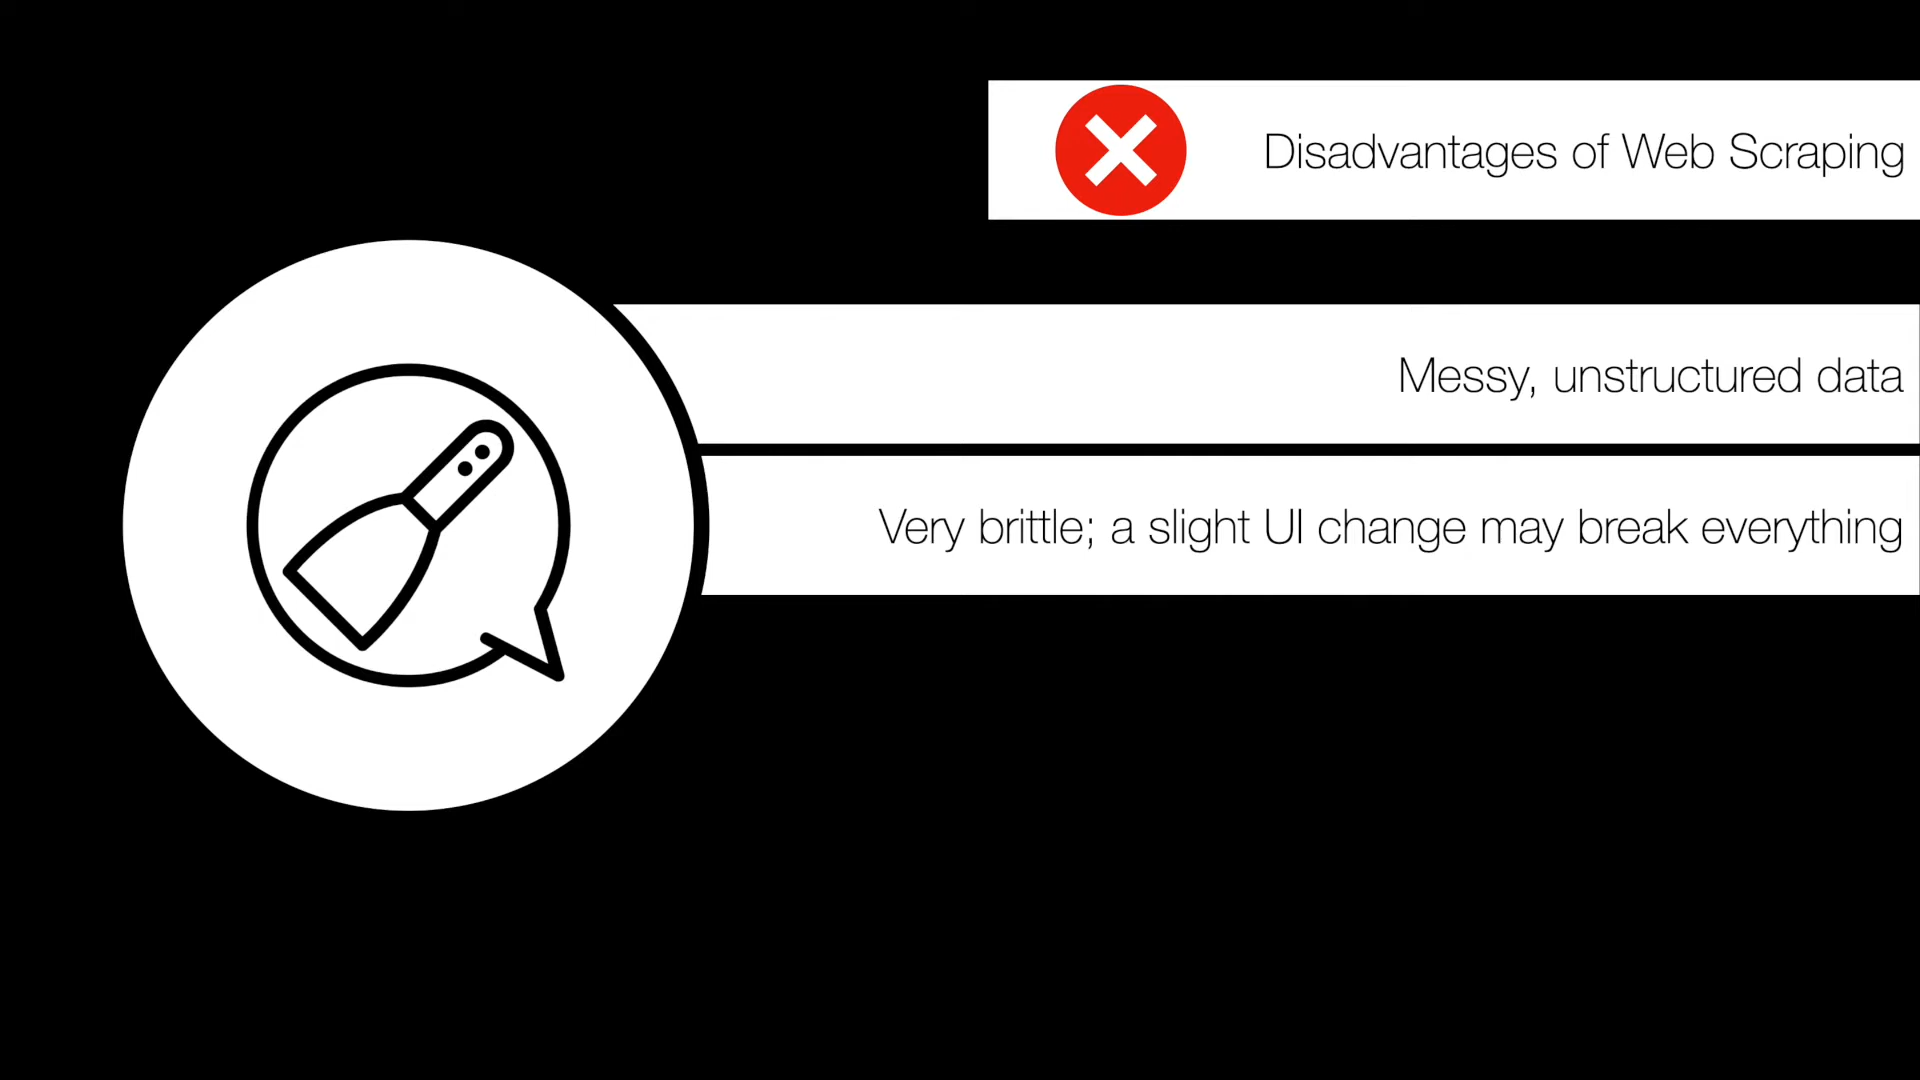 Disadvantages of Web Scraping
Messy, unstructured data
Very brittle; a slight UI change may break everything